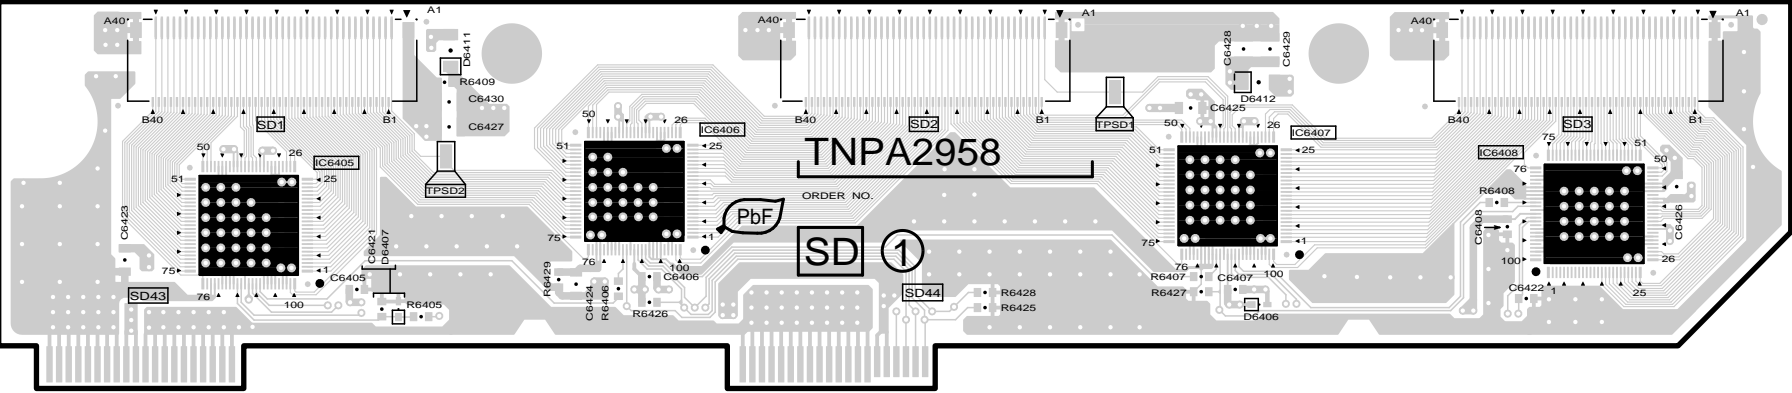 A40 A1 A40 A1 A40 A1
D6411 C6428 C6429
R6409
C6430 D6412
C6427 C6425
B40 SD1 B1 B40 SD2 B1 TPSD1 B40 SD3 B1
50 26 IC6406 50 26 IC6407 75 51
50 26 IC6405 51 25 TNPA2958 51 25 IC6408 76 50
51 25 TPSD2 ORDER NO. R6408
C6423 PbF C6408 C6426
C6421 D6407 75 1 SD 1 75 1 100 26
75 1 76 100 76 100
C6405 R6429 C6406 R6407 C6407 C6422 1 25
SD43 76 100 R6405 C6424 R6406 R6426 SD44 R6428 R6427
R6425 D6406